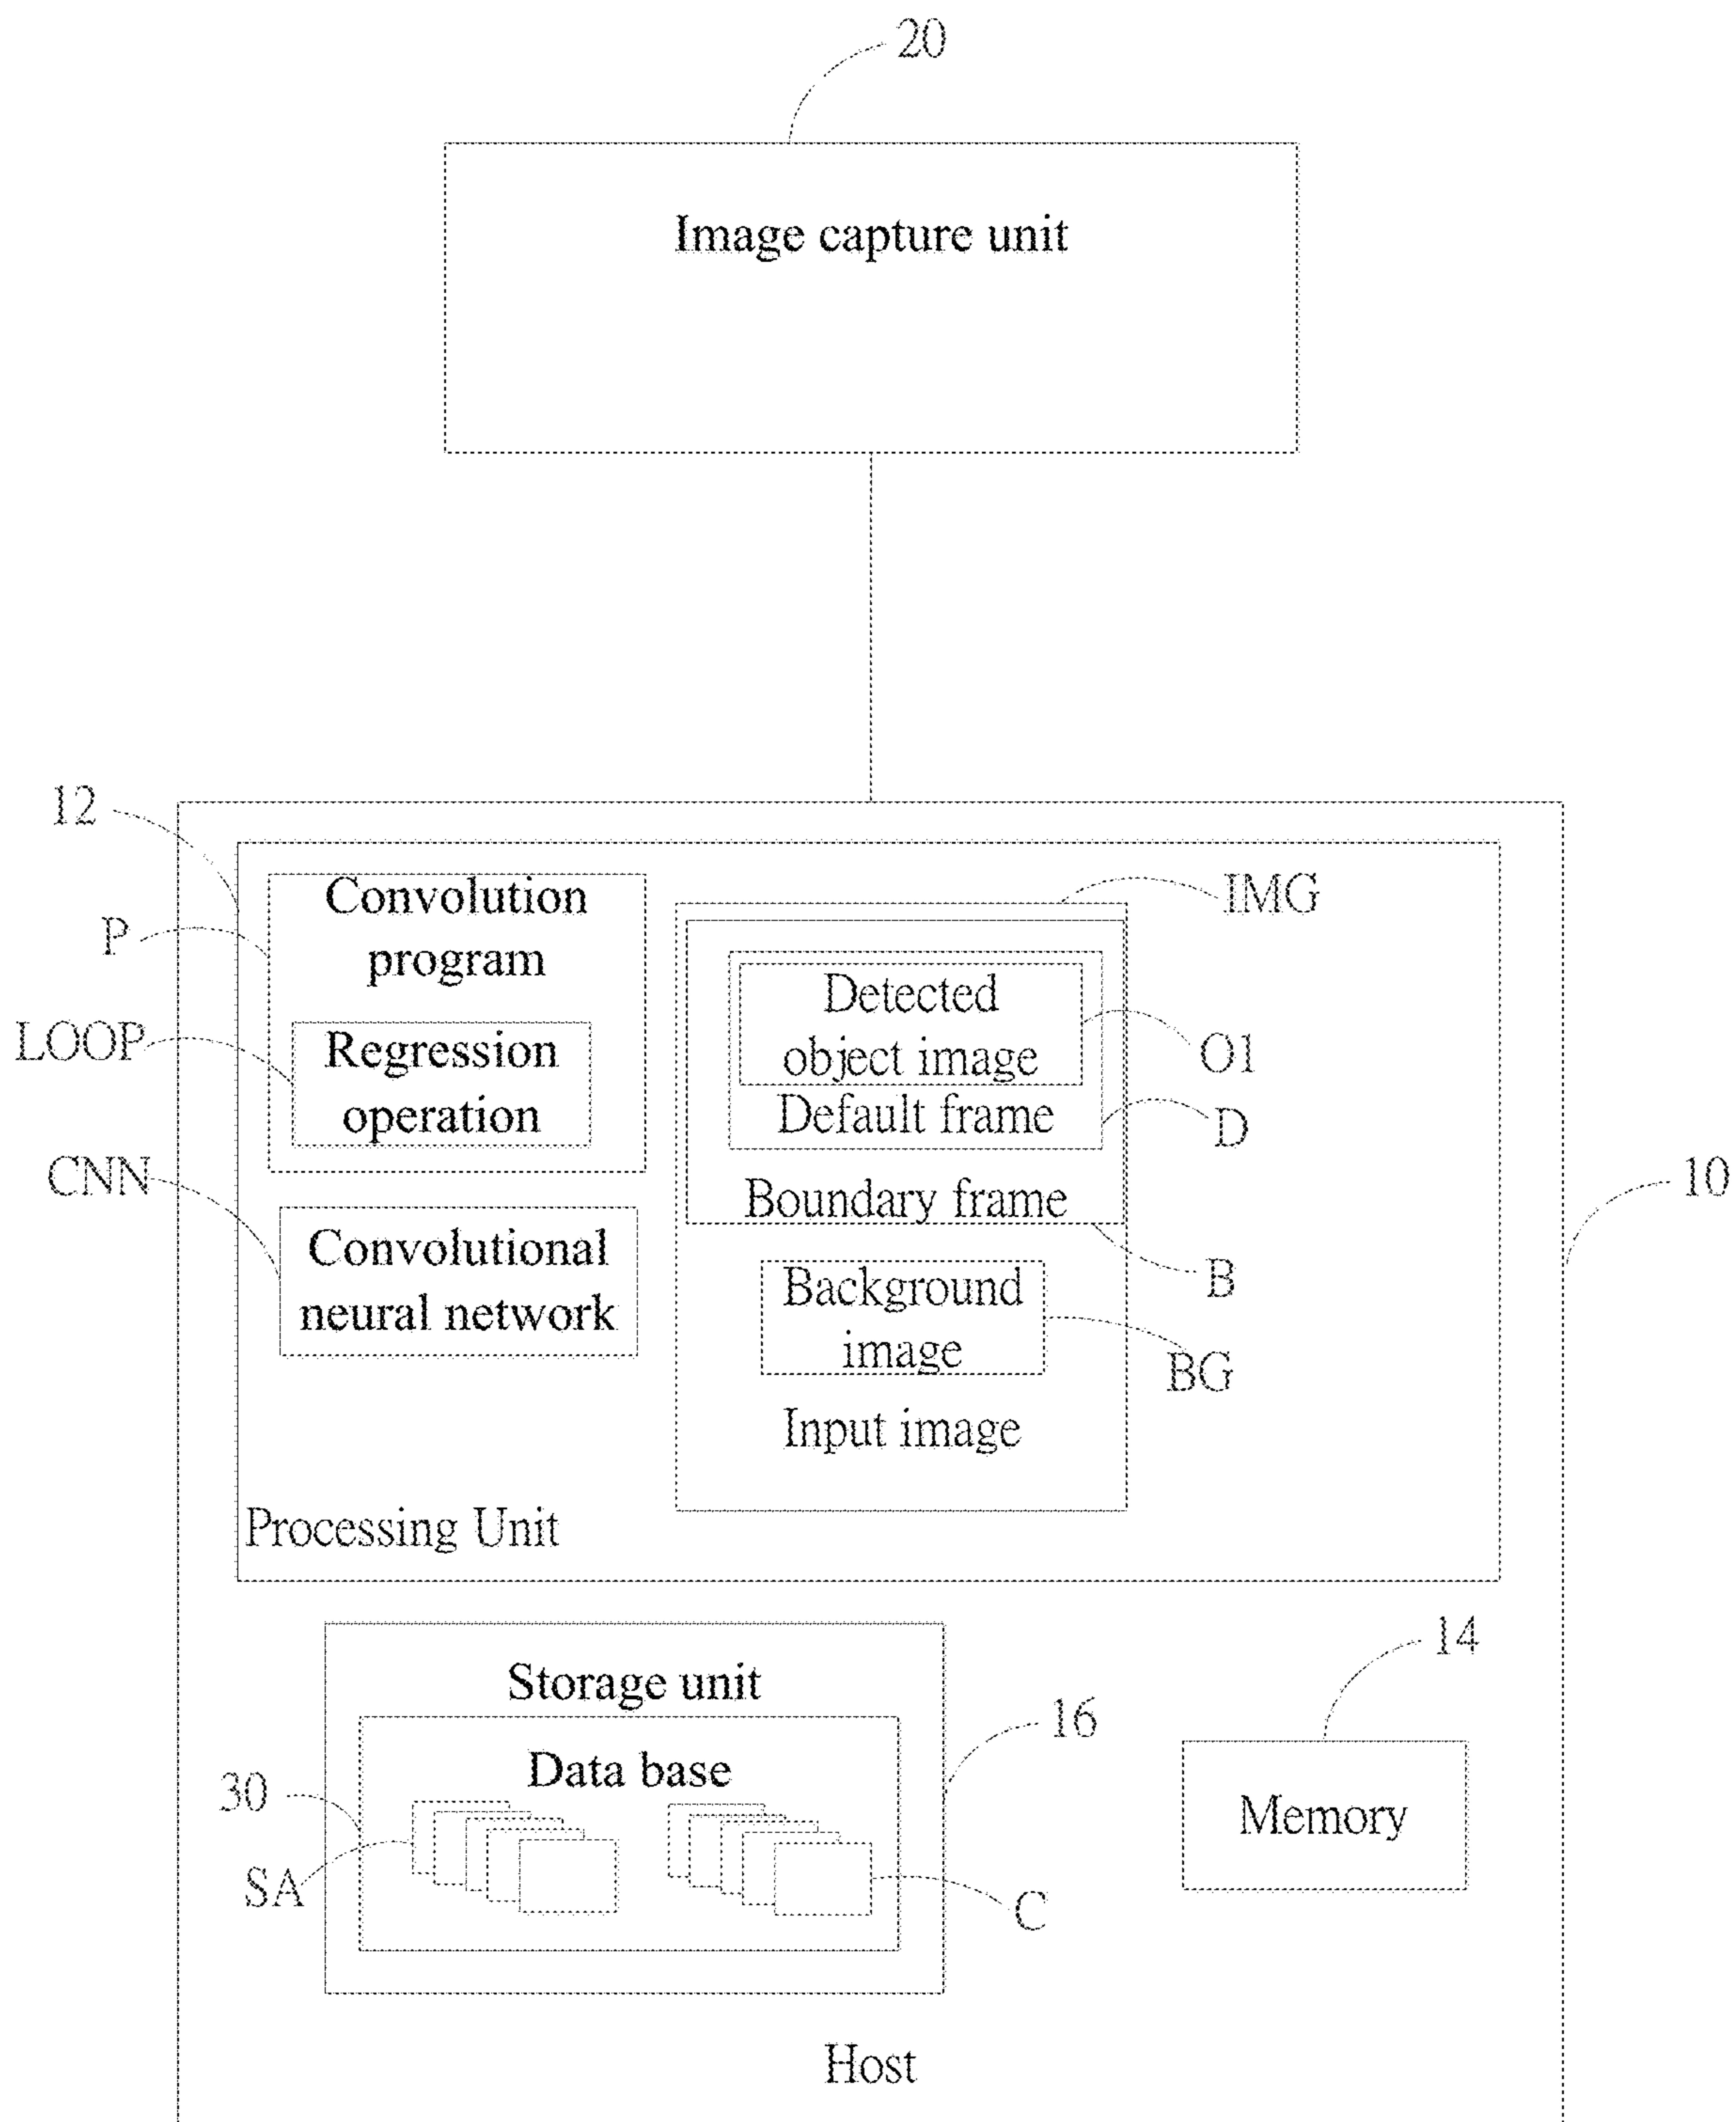 20
Image capture unit
12
Convolution
program
P
IMG
Detected
object image
O1
LOOP
Regression
operation
Default frame
D
CNN
Boundary frame
10
Convolutional
neural network
B
Background
image
BG
Input image
Processing Unit
14
Storage unit
16
Data base
30
Memory
SA
C
Host